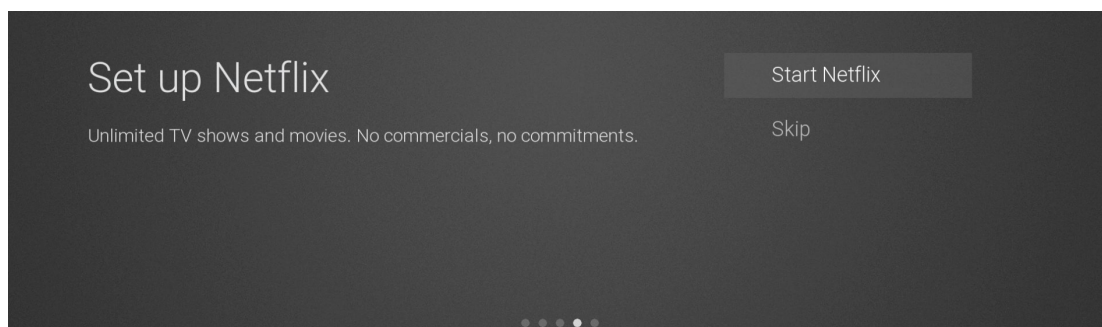 Set up Netflix
Unlimited TV shows and movies. No commercials, no commitments.
Start Netflix
Skip